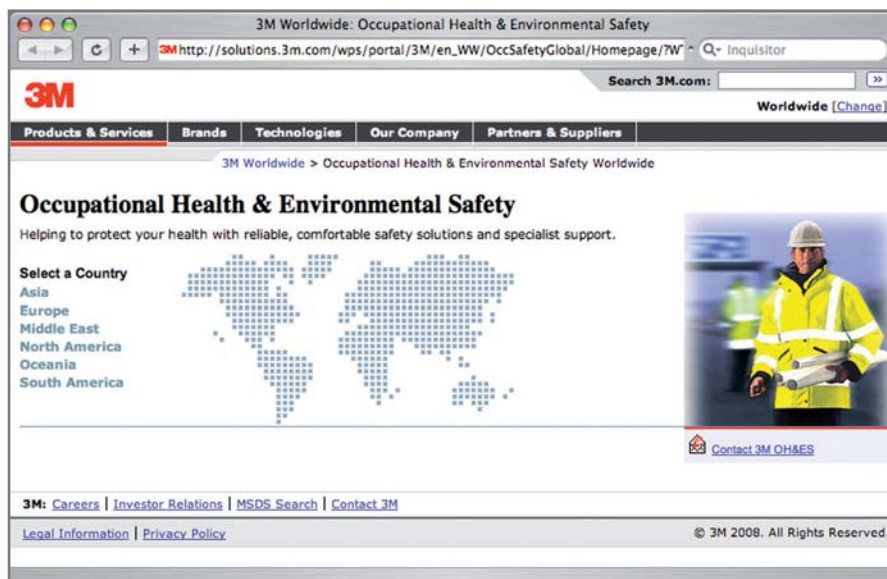 3M Worldwide: Occupational Health & Environmental Safety
3M http://solutions.3m.com/wps/portal/3M/en_WW/OccSafetyGlobal/Homepage/?W
Inquisitor
Search 3M.com:
»
3M
Worldwide [Change]
Products & Services Brands Technologies Our Company Partners & Suppliers
3M Worldwide > Occupational Health & Environmental Safety Worldwide
Occupational Health & Environmental Safety
Helping to protect your health with reliable, comfortable safety solutions and specialist support.
Select a Country
Asia
Europe
Middle East
North America
Oceania
South America
Contact 3M OH&ES
3M: Careers | Investor Relations | MSDS Search | Contact 3M
Legal Information | Privacy Policy
© 3M 2008. All Rights Reserved.